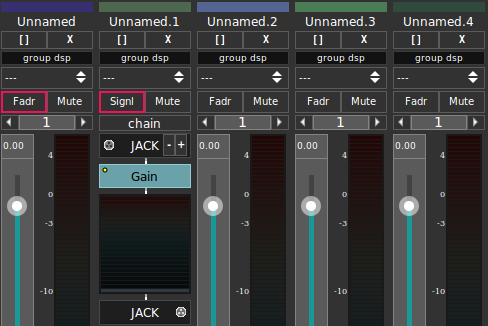 Unnamed Unnamed.1 Unnamed.2 Unnamed.3 Unnamed.4
[] X [] X [] X [] X [] X
group dsp group dsp group dsp group dsp group dsp
--- --- --- --- ---
Fadr Mute Signl Mute Fadr Mute Fadr Mute Fadr Mute
1 chain 1 1 1
0.00 JACK - + 0.00 0.00 0.00
4 4 4 4
Gain
0 0 0 0
-3 -3 -3 -3
-10 -10 -10 -10
JACK